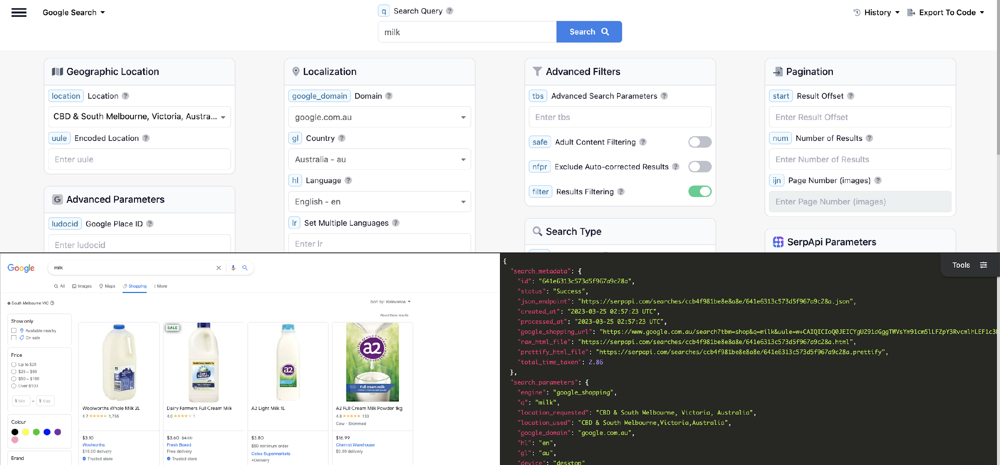 Google Search
q Search Query ?
milk
Search
History
Export To Code
Geographic Location
location Location ?
CBD & South Melbourne, Victoria, Austra...
uule Encoded Location ?
Enter uule
G Advanced Parameters
ludocid Google Place ID ?
Enter ludocid
Localization
google_domain Domain ?
google.com.au
gl Country ?
Australia - au
hl Language ?
English - en
lr Set Multiple Languages ?
Enter lr
Advanced Filters
tbs Advanced Search Parameters ?
Enter tbs
safe Adult Content Filtering ?
nfpr Exclude Auto-corrected Results ?
filter Results Filtering ?
Search Type
Pagination
start Result Offset ?
Enter Result Offset
num Number of Results ?
Enter Number of Results
ijn Page Number (images) ?
Enter Page Number (images)
SerpApi Parameters
Google
milk
All Images Maps Shopping More
South Melbourne VIC
Sort by: Relevance
About these results
Show only
Available nearby
On sale
Price
Up to $25
$25 – $50
$50 – $100
Over $100
$ Min – $ Max
Colour
Brand
Woolworths Whole Milk 2L
4.7 1,755
$3.10
Woolworths
$15.00 delivery
Trusted store
SALE
Dairy Farmers
FULL CREAM
Dairy Farmers Full Cream Milk
4.0 1
$3.60 $4.00
Fresh Boxed
Free delivery
Trusted store
a2
A2 Light Milk 1L
$3.80
$50 minimum order
Coles Supermarkets
+Delivery
THE A2 MILK COMPANY
a2
Full cream milk
A2 Full Cream Milk Powder 1kg
4.8 133
Cow · Skimmed
$16.99
Chemist Warehouse
$9.99 delivery
Tools
{
"search_metadata": {
"id": "641e6313c573d5f967a9c28a",
"status": "Success",
"json_endpoint": "https://serpapi.com/searches/ccb4f981be8e8a8e/641e6313c573d5f967a9c28a.json",
"created_at": "2023-03-25 02:57:23 UTC",
"processed_at": "2023-03-25 02:57:23 UTC",
"google_shopping_url": "https://www.google.com.au/search?tbm=shop&q=milk&uule=w+CAIQICIoQ0JEICYgU291dGggTWVsYm91cm5lLFZpY3RvcmlhLEF1c3
"raw_html_file": "https://serpapi.com/searches/ccb4f981be8e8a8e/641e6313c573d5f967a9c28a.html",
"prettify_html_file": "https://serpapi.com/searches/ccb4f981be8e8a8e/641e6313c573d5f967a9c28a.prettify",
"total_time_taken": 2.86
},
"search_parameters": {
"engine": "google_shopping",
"q": "milk",
"location_requested": "CBD & South Melbourne, Victoria, Australia",
"location_used": "CBD & South Melbourne,Victoria,Australia",
"google_domain": "google.com.au",
"hl": "en",
"gl": "au",
"device": "desktop"